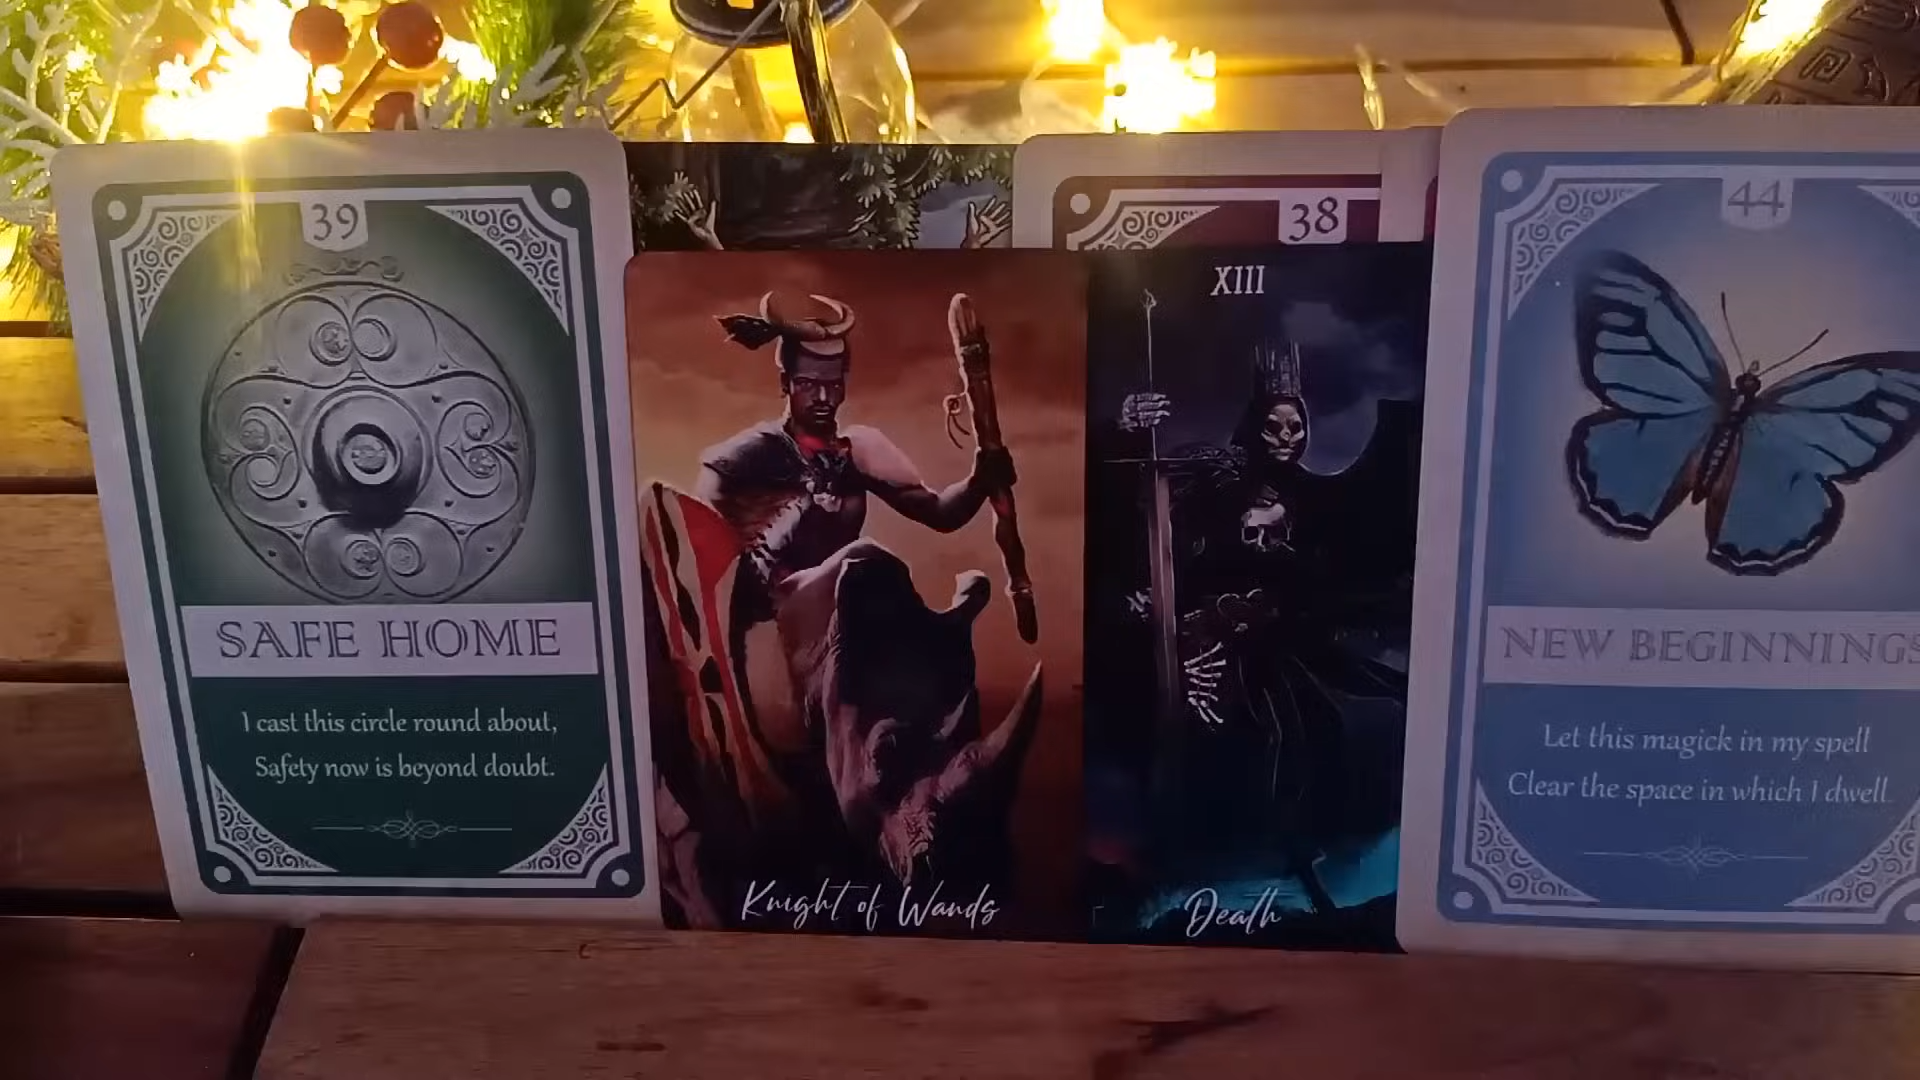 39
SAFE HOME
I cast this circle round about,
Safety now is beyond doubt.
Knight of Wands
38
XIII
Death
44
NEW BEGINNINGS
Let this magick in my spell
Clear the space in which I dwell.